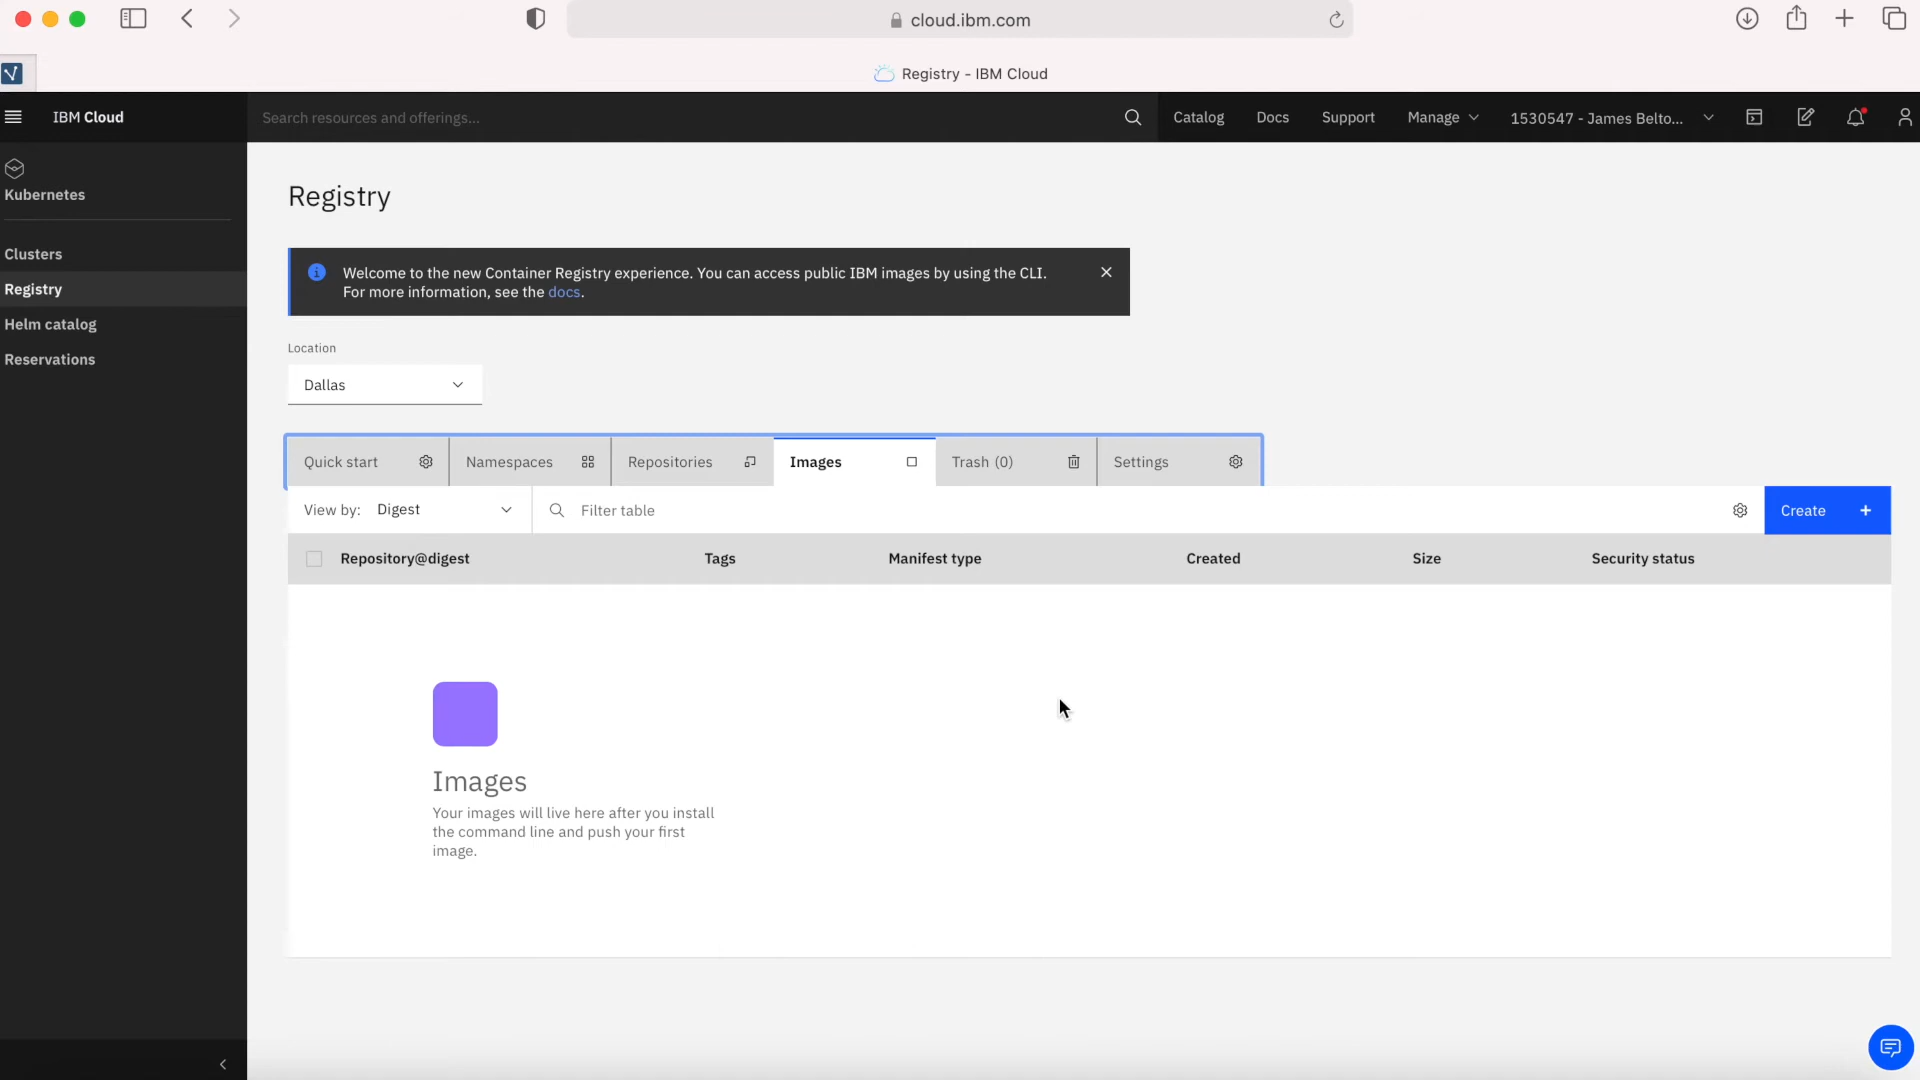 cloud.ibm.com
Registry - IBM Cloud
IBM Cloud
Search resources and offerings...
Catalog
Docs
Support
Manage
1530547 - James Belto...
Kubernetes
Clusters
Registry
Helm catalog
Reservations
Registry
Welcome to the new Container Registry experience. You can access public IBM images by using the CLI.
For more information, see the docs.
Location
Dallas
Quick start
Namespaces
Repositories
Images
Trash (0)
Settings
View by: Digest
Filter table
Create +
Repository@digest
Tags
Manifest type
Created
Size
Security status
Images
Your images will live here after you install
the command line and push your first
image.